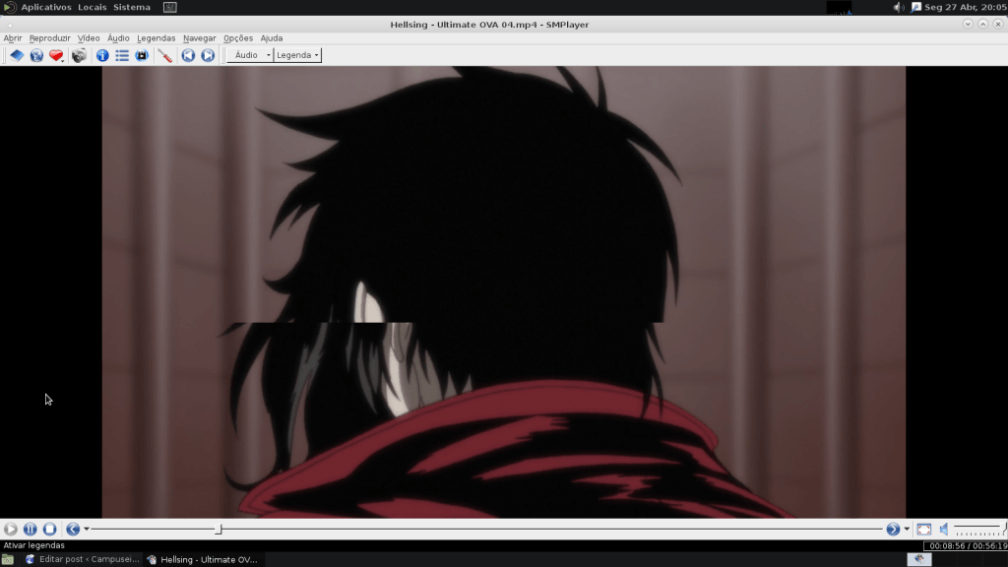 Aplicativos Locais Sistema Seg 27 Abr, 20:05
Hellsing - Ultimate OVA 04.mp4 - SMPlayer
Abrir Reproduzir Vídeo Áudio Legendas Navegar Opções Ajuda
Áudio Legenda
Ativar legendas 00:08:56 / 00:56:19
Editar post ‹ Campusei... Hellsing - Ultimate OV...